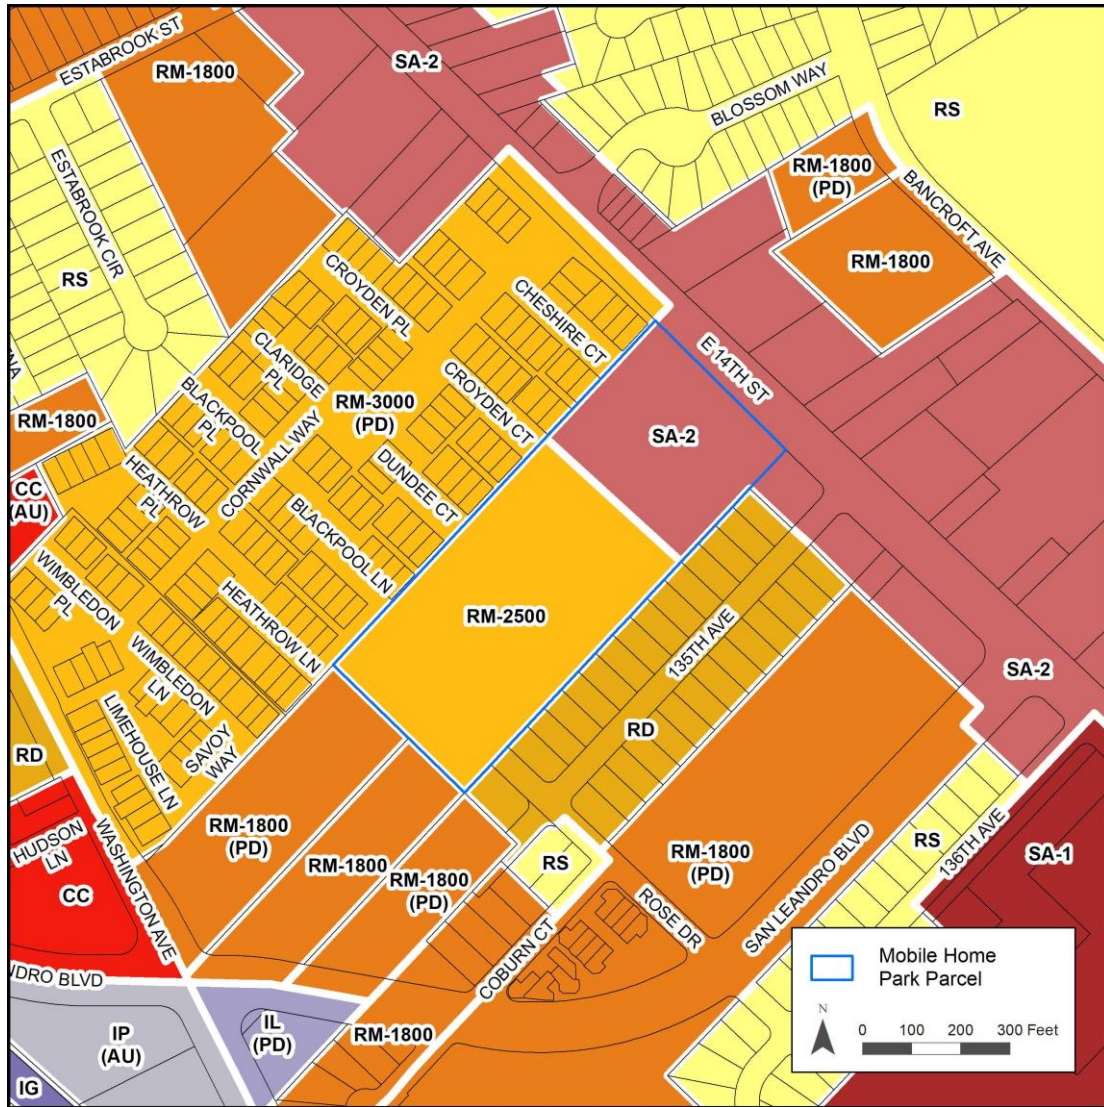 ESTABROOK ST
RM-1800
SA-2
BLOSSOM WAY
RS
RM-1800
(PD)
BANCROFT AVE
RM-1800
ESTABROOK CIR
RS
CROYDEN PL
CHESHIRE CT
E 14TH ST
CLARIDGE
PL
CROYDEN CT
RM-3000
(PD)
SA-2
BLACKPOOL
PL
CORNWALL WAY
RM-1800
DUNDEE CT
HEATHROW
PL
CC
(AU)
BLACKPOOL LN
WIMBLEDON
PL
HEATHROW LN
RM-2500
135TH AVE
WIMBLEDON
LN
SA-2
LIMEHOUSE LN
SAVOY
WAY
RD
RD
HUDSON
LN
WASHINGTON AVE
RM-1800
(PD)
RM-1800
RM-1800
(PD)
RS
RM-1800
(PD)
RS
136TH AVE
SA-1
CC
ROSE DR
SAN LEANDRO BLVD
COBURN CT
NDRO BLVD
IP
(AU)
IL
(PD)
RM-1800
IG
Mobile Home
Park Parcel
N
0 100 200 300 Feet